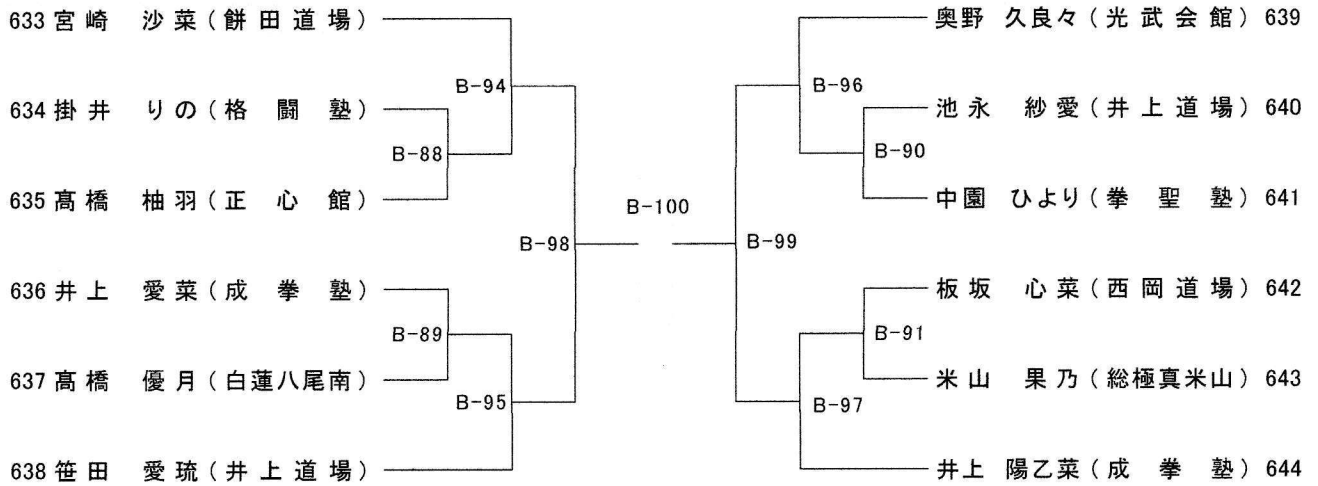 633 宮崎 沙菜(餅田道場)
B-94
634 掛井 りの(格闘塾)
B-88
635 髙橋 柚羽(正心館)
B-98
636 井上 愛菜(成拳塾)
B-89
637 髙橋 優月(白蓮八尾南)
B-95
638 笹田 愛琉(井上道場)
B-100
奥野 久良々(光武会館) 639
B-96
池永 紗愛(井上道場) 640
B-90
中園 ひより(拳聖塾) 641
B-99
板坂 心菜(西岡道場) 642
B-91
米山 果乃(総極真米山) 643
B-97
井上 陽乙菜(成拳塾) 644